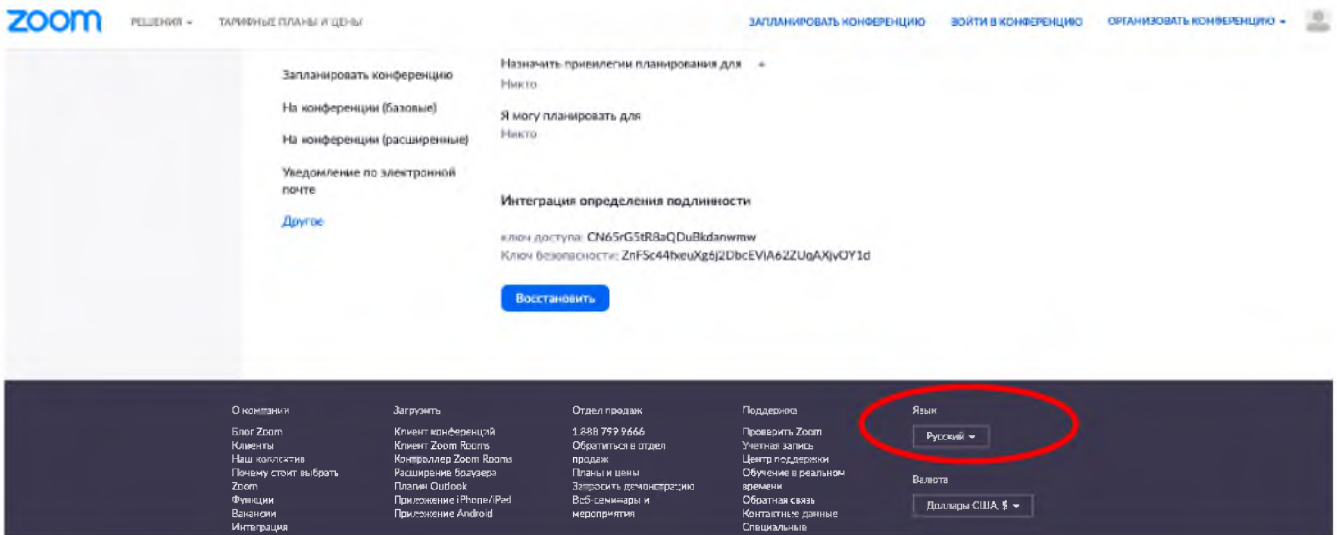 zoom
РЕШЕНИЯ
ТАРИФНЫЕ ПЛАНЫ И ЦЕНЫ
ЗАПЛАНИРОВАТЬ КОНФЕРЕНЦИЮ
ВОЙТИ В КОНФЕРЕНЦИЮ
ОРГАНИЗОВАТЬ КОНФЕРЕНЦИЮ
Запланировать конференцию
На конференции (базовые)
На конференции (расширенные)
Уведомление по электронной
почте
Другое
Назначить привилегии планирования для +
Никто
Я могу планировать для
Никто
Интеграция определения подлинности
ключ доступа:
Ключ безопасности:
Восстановить
О компании
Блог Zoom
Клиенты
Наш коллектив
Почему стоит выбрать
Zoom
Функции
Вакансии
Интеграция
Загрузить
Клиент конференций
Клиент Zoom Rooms
Контроллер Zoom Rooms
Расширение браузера
Плагин Outlook
Приложение iPhone/iPad
Приложение Android
Отдел продаж
1.888.799.9666
Обратиться в отдел
продаж
Планы и цены
Запросить демонстрацию
Веб-семинары и
мероприятия
Поддержка
Проверить Zoom
Учетная запись
Центр поддержки
Обучение в реальном
времени
Обратная связь
Контактные данные
Специальные
Язык
Русский
Валюта
Доллары США $